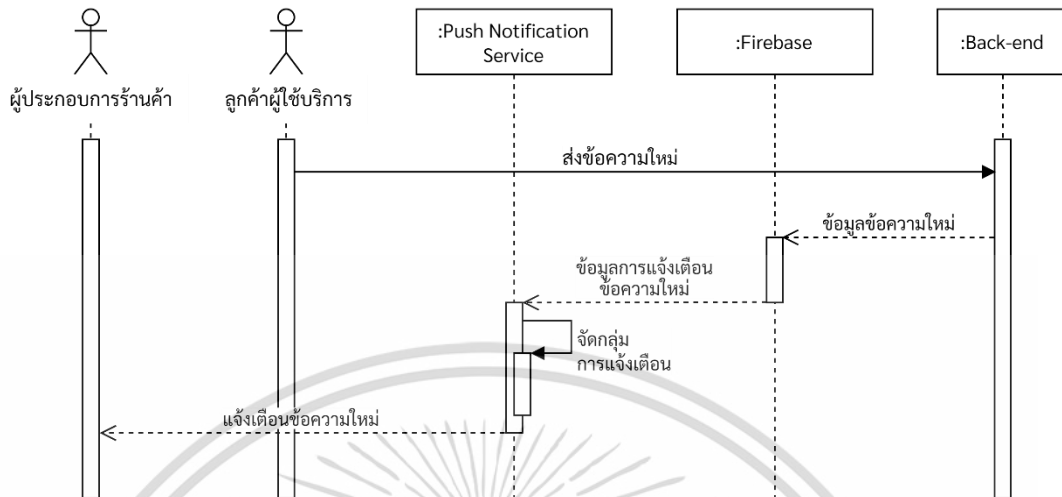 :Push Notification
Service
:Firebase
:Back-end
ผู้ประกอบการร้านค้า
ลูกค้าผู้ใช้บริการ
ส่งข้อความใหม่
ข้อมูลข้อความใหม่
ข้อมูลการแจ้งเตือน
ข้อความใหม่
จัดกลุ่ม
การแจ้งเตือน
แจ้งเตือนข้อความใหม่